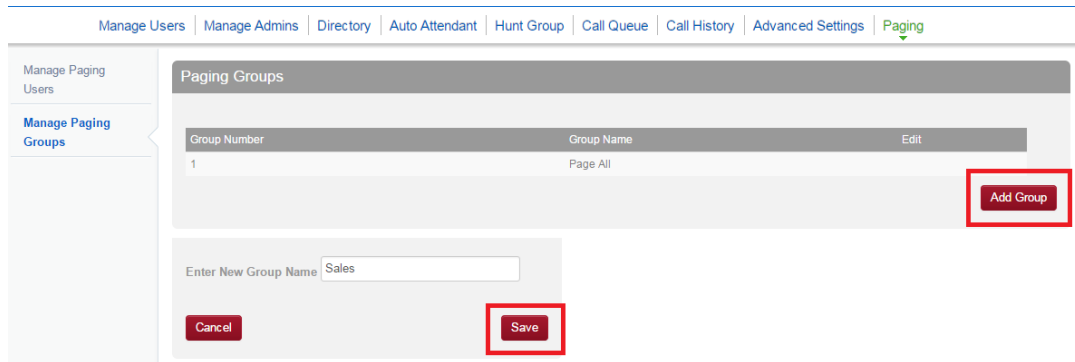 Manage Users Manage Admins Directory Auto Attendant Hunt Group Call Queue Call History Advanced Settings Paging
Manage Paging
Users
Manage Paging
Groups
Paging Groups
Group Number Group Name Edit
1 Page All
Add Group
Enter New Group Name Sales
Cancel Save